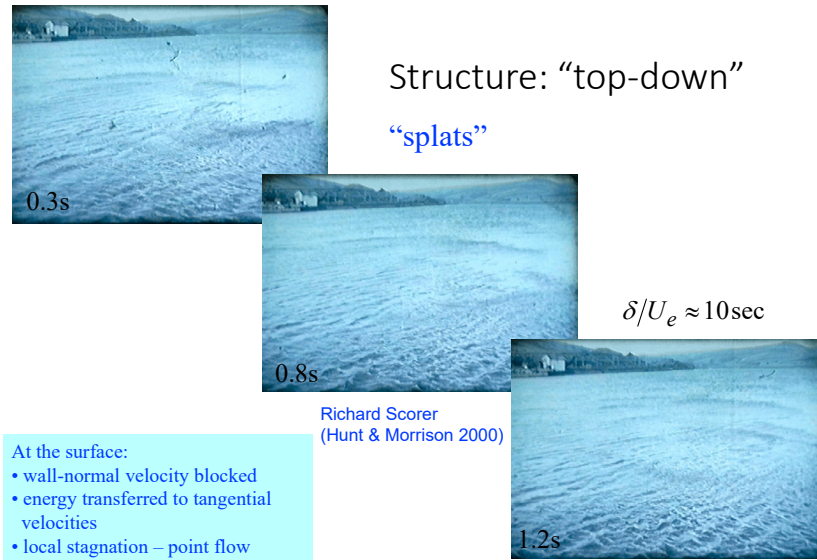 Structure: “top-down”
“splats”
0.3s
0.8s
δ/Uₑ ≈ 10 sec
Richard Scorer
(Hunt & Morrison 2000)
At the surface:
• wall-normal velocity blocked
• energy transferred to tangential
velocities
• local stagnation – point flow
1.2s